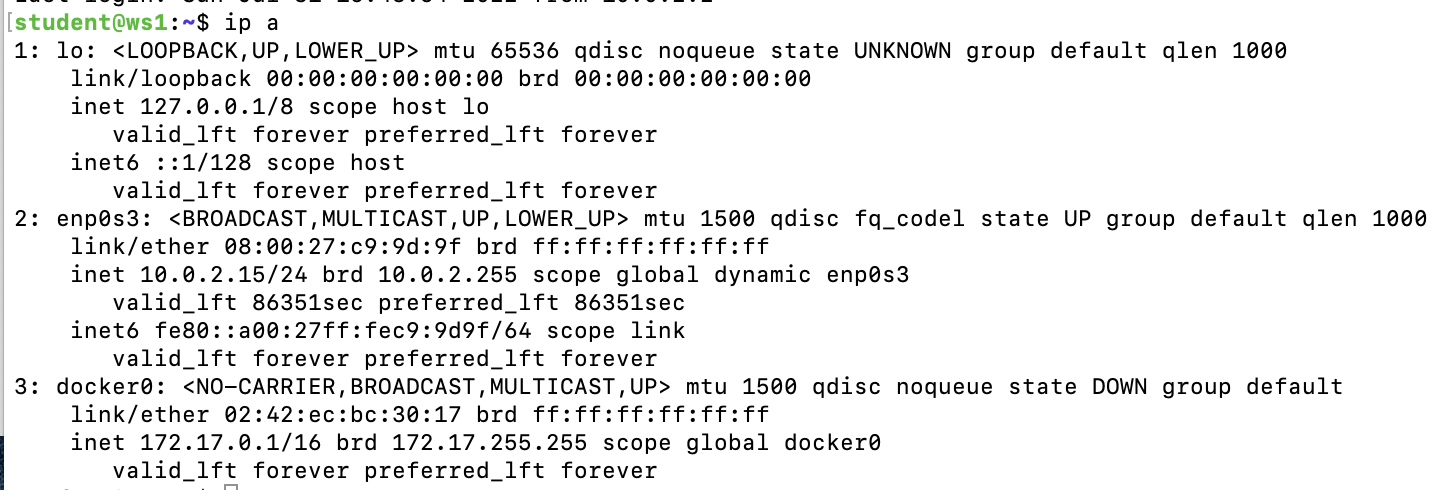 [student@ws1:~$ ip a
1: lo: <LOOPBACK,UP,LOWER_UP> mtu 65536 qdisc noqueue state UNKNOWN group default qlen 1000
    link/loopback 00:00:00:00:00:00 brd 00:00:00:00:00:00
    inet 127.0.0.1/8 scope host lo
       valid_lft forever preferred_lft forever
    inet6 ::1/128 scope host
       valid_lft forever preferred_lft forever
2: enp0s3: <BROADCAST,MULTICAST,UP,LOWER_UP> mtu 1500 qdisc fq_codel state UP group default qlen 1000
    link/ether 08:00:27:c9:9d:9f brd ff:ff:ff:ff:ff:ff
    inet 10.0.2.15/24 brd 10.0.2.255 scope global dynamic enp0s3
       valid_lft 86351sec preferred_lft 86351sec
    inet6 fe80::a00:27ff:fec9:9d9f/64 scope link
       valid_lft forever preferred_lft forever
3: docker0: <NO-CARRIER,BROADCAST,MULTICAST,UP> mtu 1500 qdisc noqueue state DOWN group default
    link/ether 02:42:ec:bc:30:17 brd ff:ff:ff:ff:ff:ff
    inet 172.17.0.1/16 brd 172.17.255.255 scope global docker0
       valid_lft forever preferred_lft forever